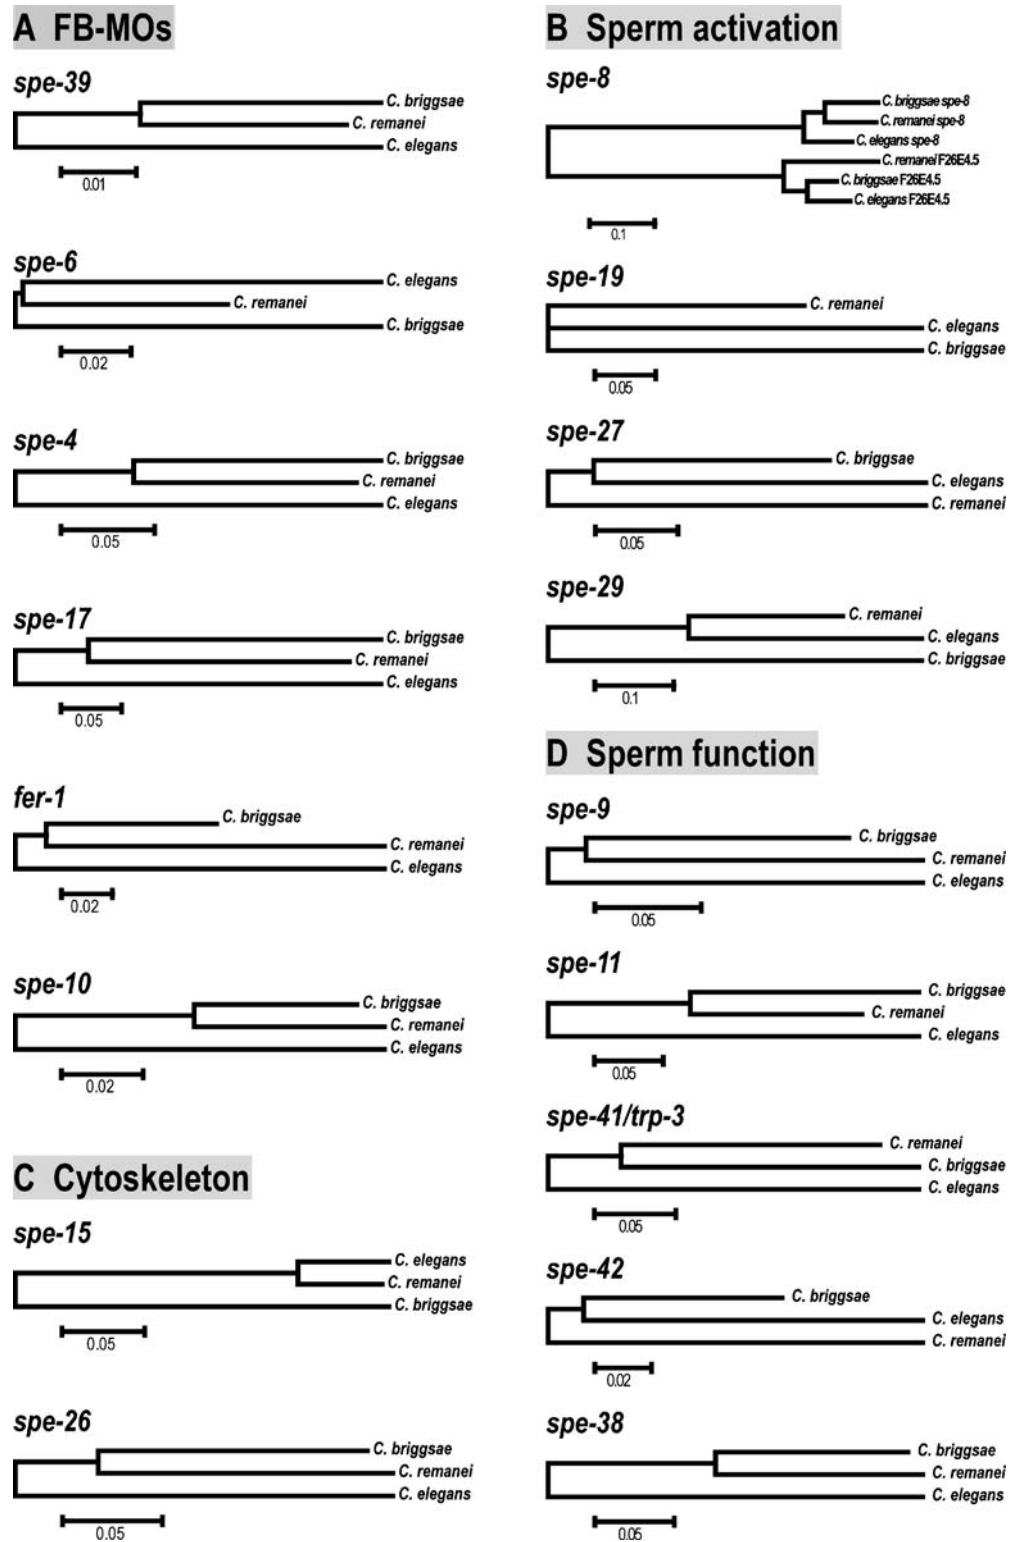 A FB-MOs
spe-39
C. briggsae
C. remanei
C. elegans
0.01
spe-6
C. elegans
C. remanei
C. briggsae
0.02
spe-4
C. briggsae
C. remanei
C. elegans
0.05
spe-17
C. briggsae
C. remanei
C. elegans
0.05
fer-1
C. briggsae
C. remanei
C. elegans
0.02
spe-10
C. briggsae
C. remanei
C. elegans
0.02
C Cytoskeleton
spe-15
C. elegans
C. remanei
C. briggsae
0.05
spe-26
C. briggsae
C. remanei
C. elegans
0.05
B Sperm activation
spe-8
C. briggsae spe-8
C. remanei spe-8
C. elegans spe-8
C. remanei F26E4.5
C. briggsae F26E4.5
C. elegans F26E4.5
0.1
spe-19
C. remanei
C. elegans
C. briggsae
0.05
spe-27
C. briggsae
C. elegans
C. remanei
0.05
spe-29
C. remanei
C. elegans
C. briggsae
0.1
D Sperm function
spe-9
C. briggsae
C. remanei
C. elegans
0.05
spe-11
C. briggsae
C. remanei
C. elegans
0.05
spe-41/trp-3
C. remanei
C. briggsae
C. elegans
0.05
spe-42
C. briggsae
C. elegans
C. remanei
0.02
spe-38
C. briggsae
C. remanei
C. elegans
0.05